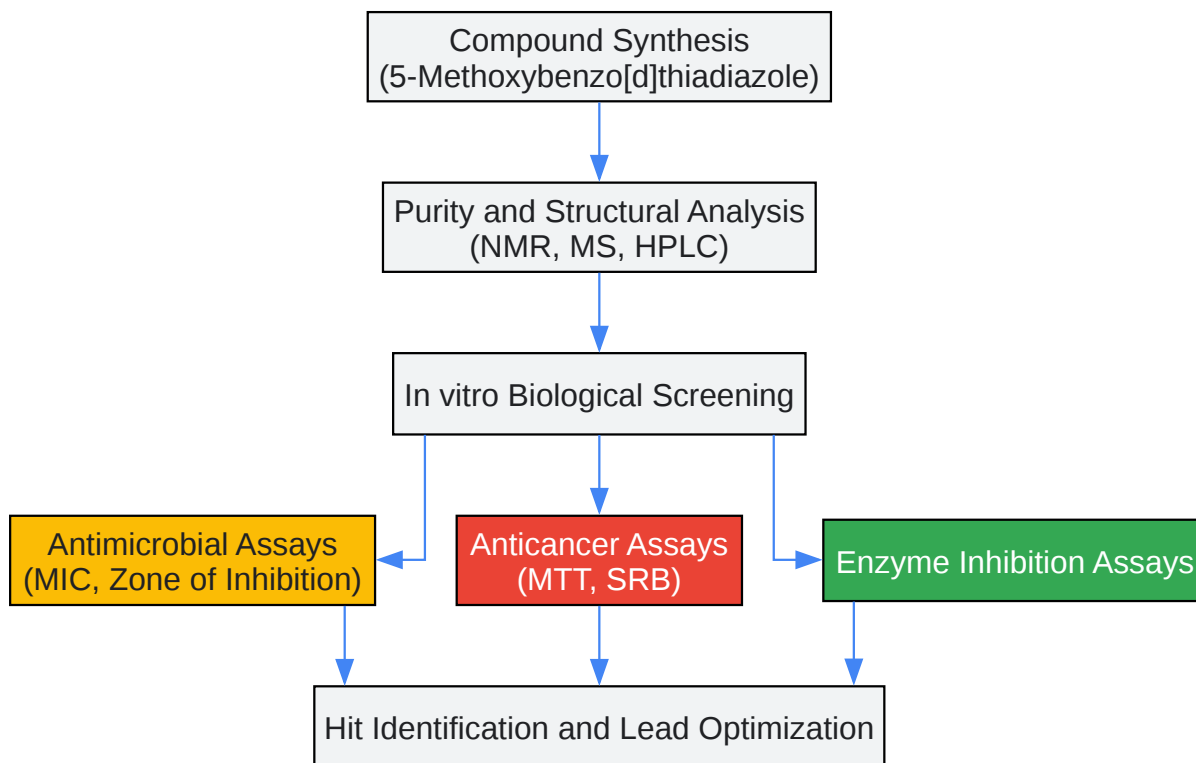 Compound Synthesis
(5-Methoxybenzo[d]thiadiazole)
Purity and Structural Analysis
(NMR, MS, HPLC)
In vitro Biological Screening
Antimicrobial Assays
(MIC, Zone of Inhibition)
Anticancer Assays
(MTT, SRB)
Enzyme Inhibition Assays
Hit Identification and Lead Optimization